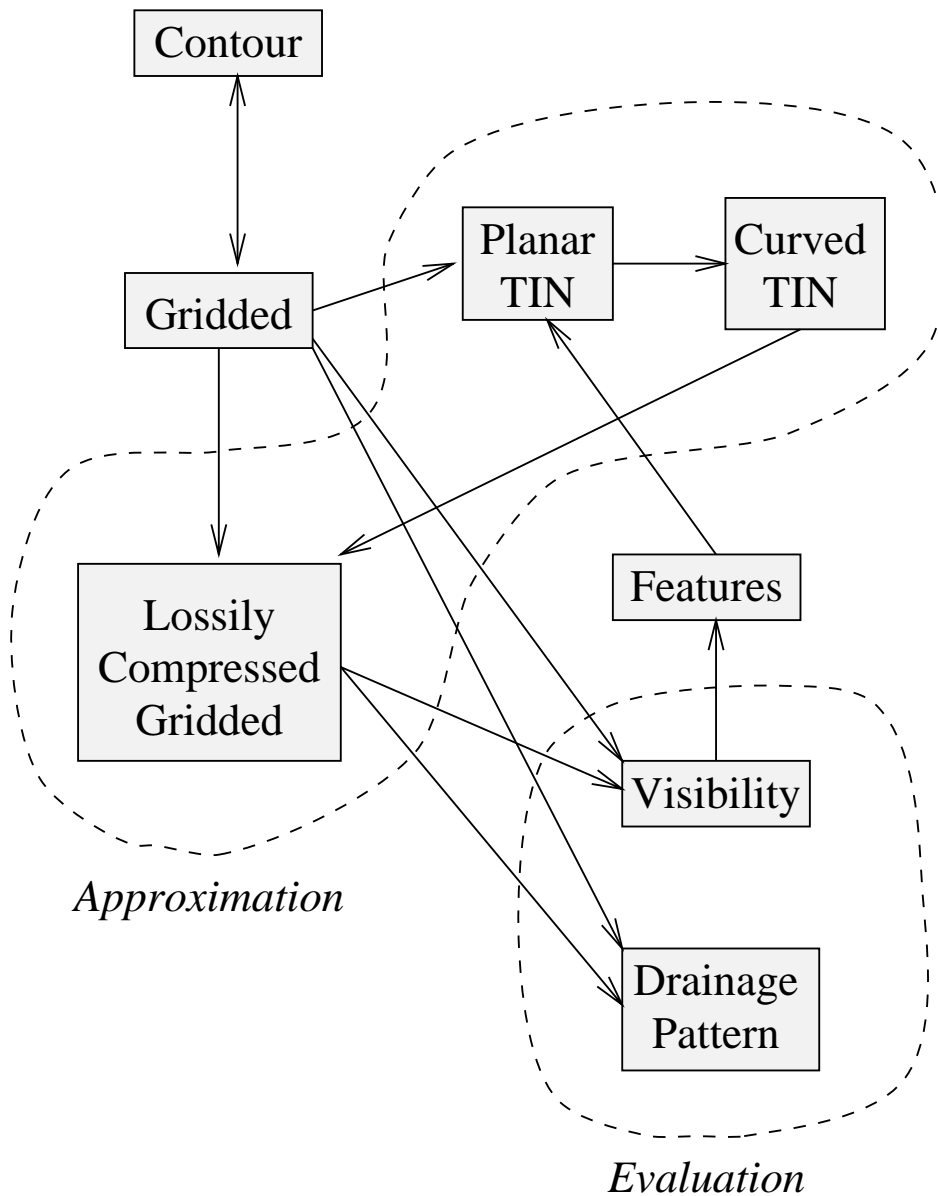 Contour
Planar
TIN
Curved
TIN
Gridded
Features
Lossily
Compressed
Gridded
Visibility
Approximation
Drainage
Pattern
Evaluation